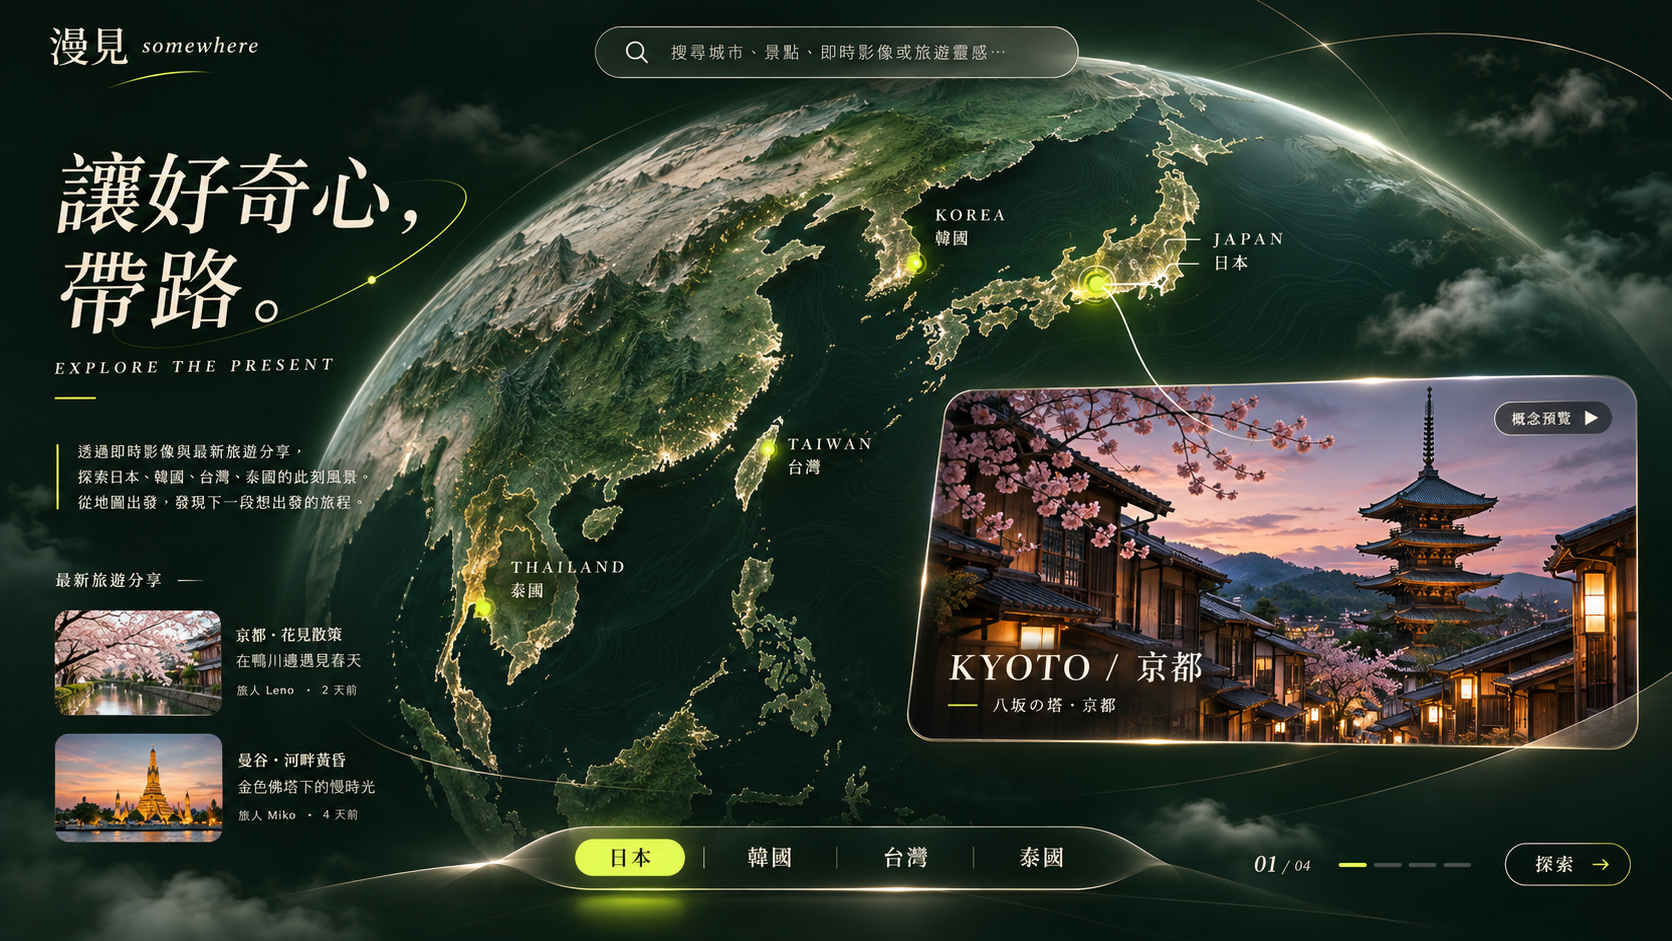 漫見 somewhere
搜尋城市、景點、即時影像或旅遊靈感…
讓好奇心，
帶路。
EXPLORE THE PRESENT
透過即時影像與最新旅遊分享，
探索日本、韓國、台灣、泰國的此刻風景。
從地圖出發，發現下一段想出發的旅程。
最新旅遊分享
京都・花見散策
在鴨川邊遇見春天
旅人 Leno ・ 2 天前
曼谷・河畔黃昏
金色佛塔下的慢時光
旅人 Miko ・ 4 天前
KOREA
韓國
JAPAN
日本
TAIWAN
台灣
THAILAND
泰國
概念預覽
KYOTO / 京都
八坂の塔・京都
日本
韓國
台灣
泰國
01 / 04
探索 →